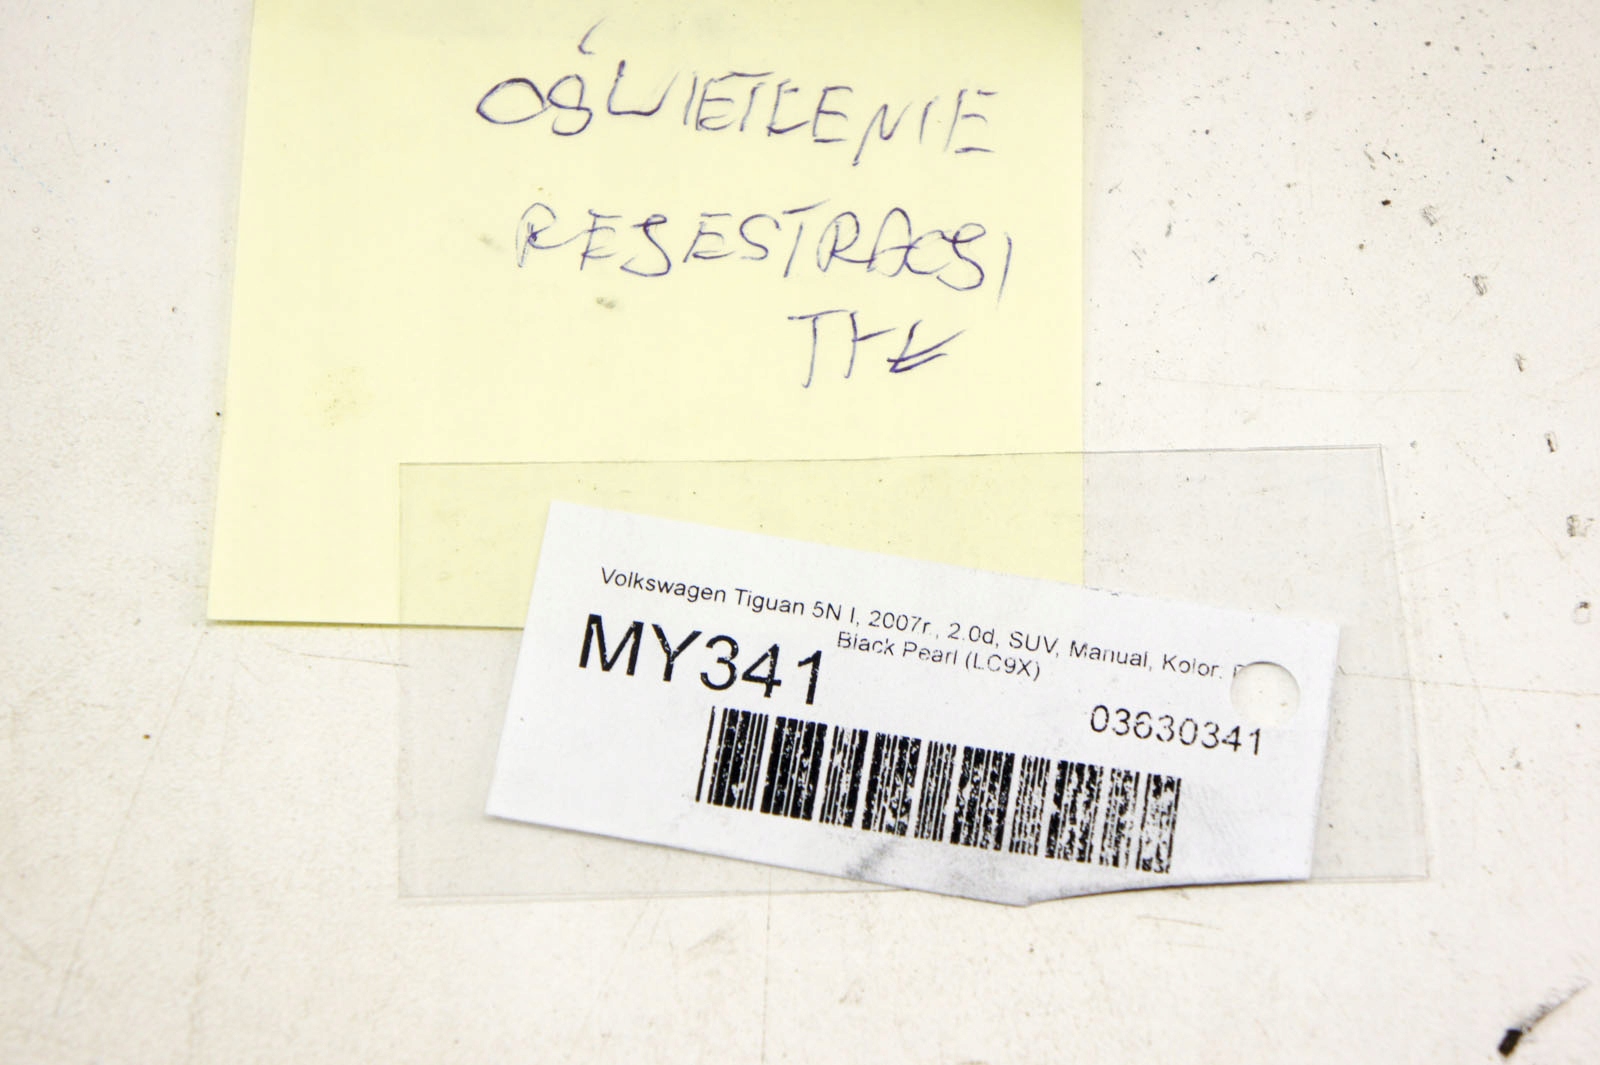 OŚWIETLENIE
REJESTRACJI
TYŁ
Volkswagen Tiguan 5N I, 2007r., 2.0d, SUV, Manual, Kolor:
Black Pearl (LC9X)
MY341
03630341